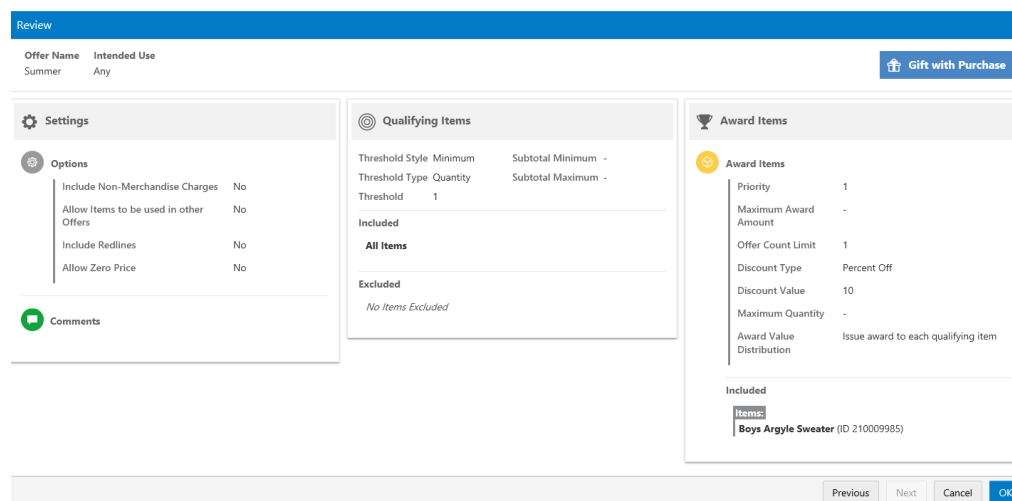 Review
Offer Name Intended Use
Summer Any
Gift with Purchase
Settings
Options
Include Non-Merchandise Charges No
Allow Items to be used in other No
Offers
Include Redlines No
Allow Zero Price No
Comments
Qualifying Items
Threshold Style Minimum Subtotal Minimum -
Threshold Type Quantity Subtotal Maximum -
Threshold 1
Included
All Items
Excluded
No Items Excluded
Award Items
Award Items
Priority 1
Maximum Award -
Amount
Offer Count Limit 1
Discount Type Percent Off
Discount Value 10
Maximum Quantity -
Award Value Issue award to each qualifying item
Distribution
Included
Items:
Boys Argyle Sweater (ID 210009985)
Previous Next Cancel OK